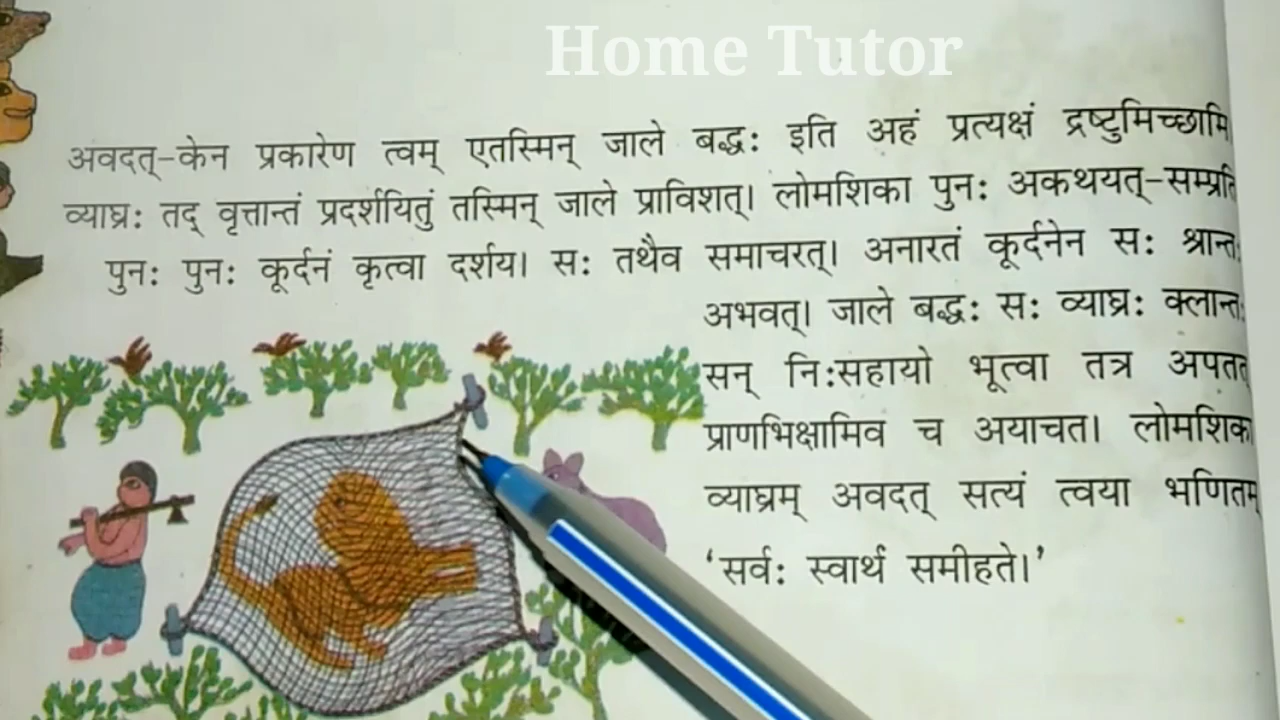 Home Tutor
अवदत्-केन प्रकारेण त्वम् एतस्मिन् जाले बद्धः इति अहं प्रत्यक्षं द्रष्टुमिच्छामि
व्याघ्रः तद् वृत्तान्तं प्रदर्शयितुं तस्मिन् जाले प्राविशत्। लोमशिका पुनः अकथयत्-सम्प्रति
पुनः पुनः कूर्दनं कृत्वा दर्शय। सः तथैव समाचरत्। अनारतं कूर्दनेन सः श्रान्तः
अभवत्। जाले बद्धः सः व्याघ्रः क्लान्तः
सन् निःसहायो भूत्वा तत्र अपतत्
प्राणभिक्षामिव च अयाचत। लोमशिका
व्याघ्रम् अवदत् सत्यं त्वया भणितम्
‘सर्वः स्वार्थं समीहते।’